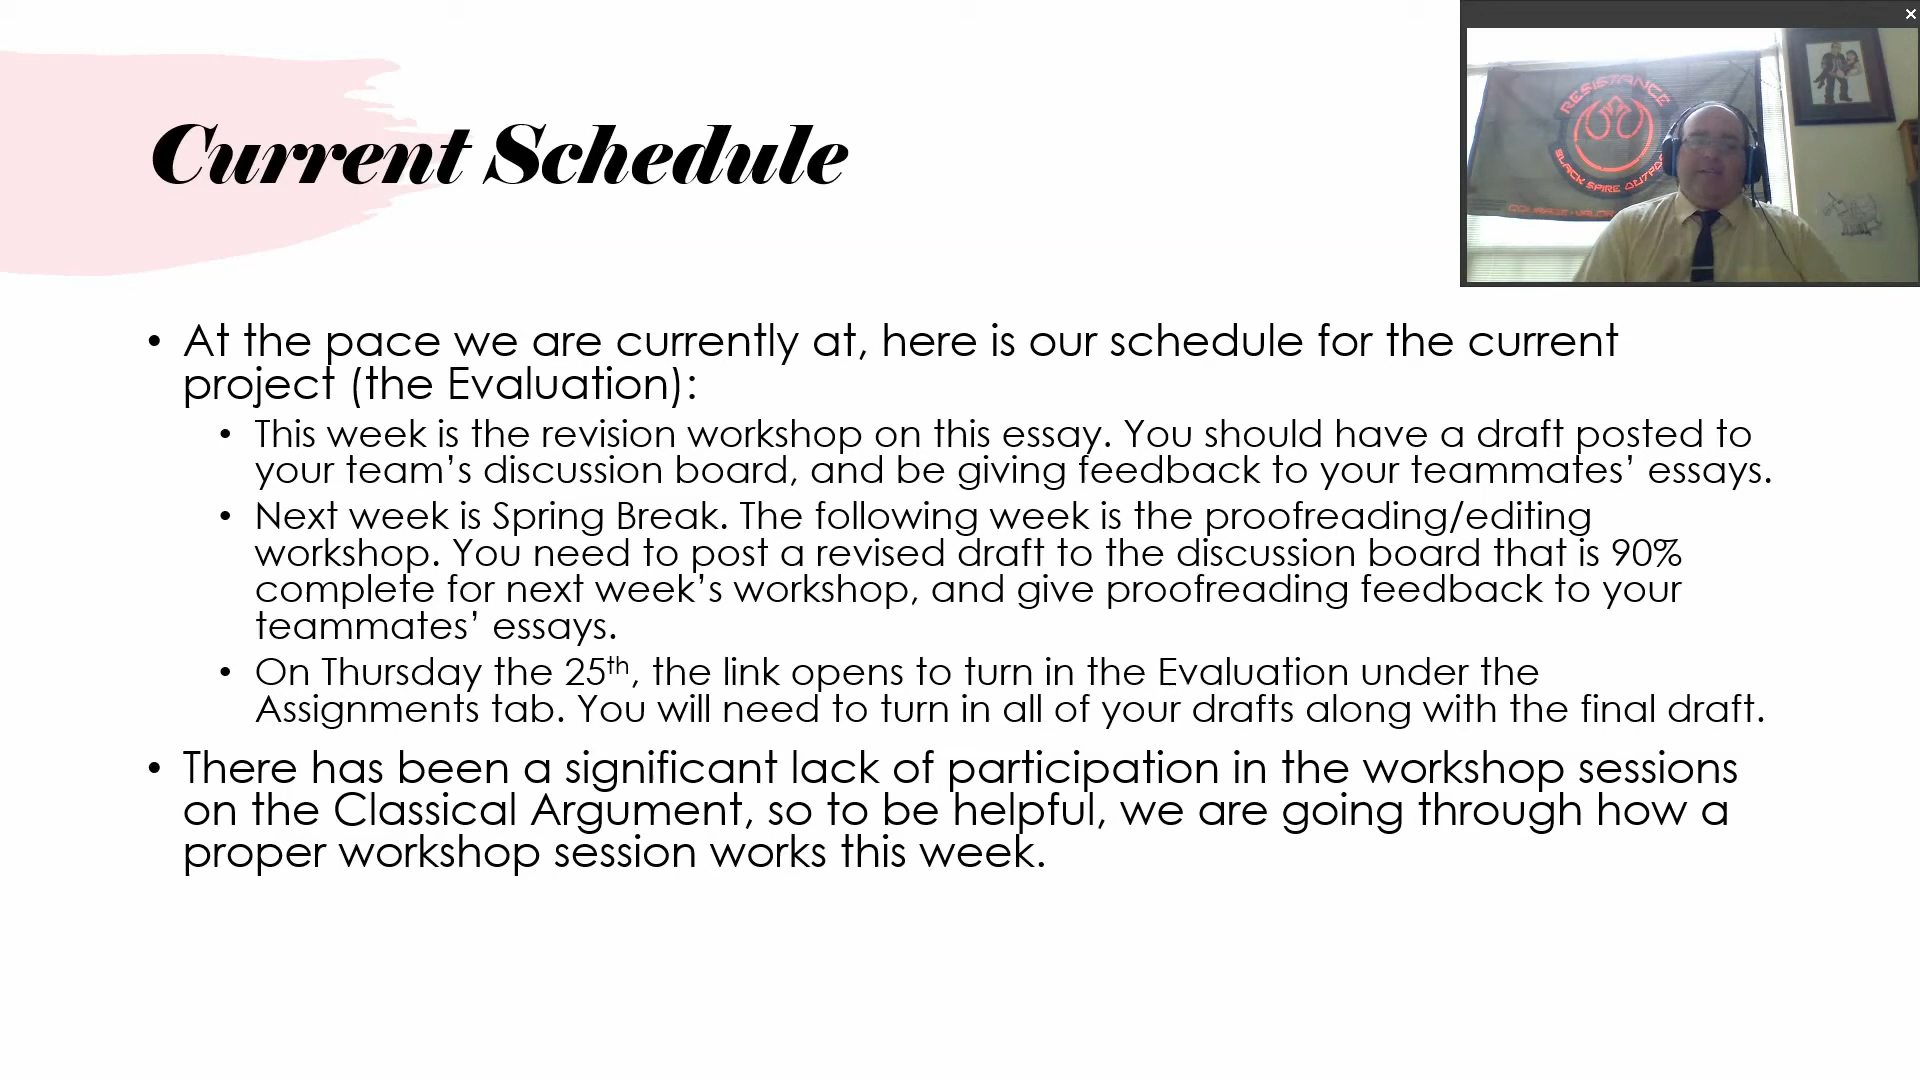 Current Schedule
• At the pace we are currently at, here is our schedule for the current
project (the Evaluation):
• This week is the revision workshop on this essay. You should have a draft posted to
your team’s discussion board, and be giving feedback to your teammates’ essays.
• Next week is Spring Break. The following week is the proofreading/editing
workshop. You need to post a revised draft to the discussion board that is 90%
complete for next week’s workshop, and give proofreading feedback to your
teammates’ essays.
• On Thursday the 25th, the link opens to turn in the Evaluation under the
Assignments tab. You will need to turn in all of your drafts along with the final draft.
• There has been a significant lack of participation in the workshop sessions
on the Classical Argument, so to be helpful, we are going through how a
proper workshop session works this week.
RESISTANCE
BLACK SPIRE